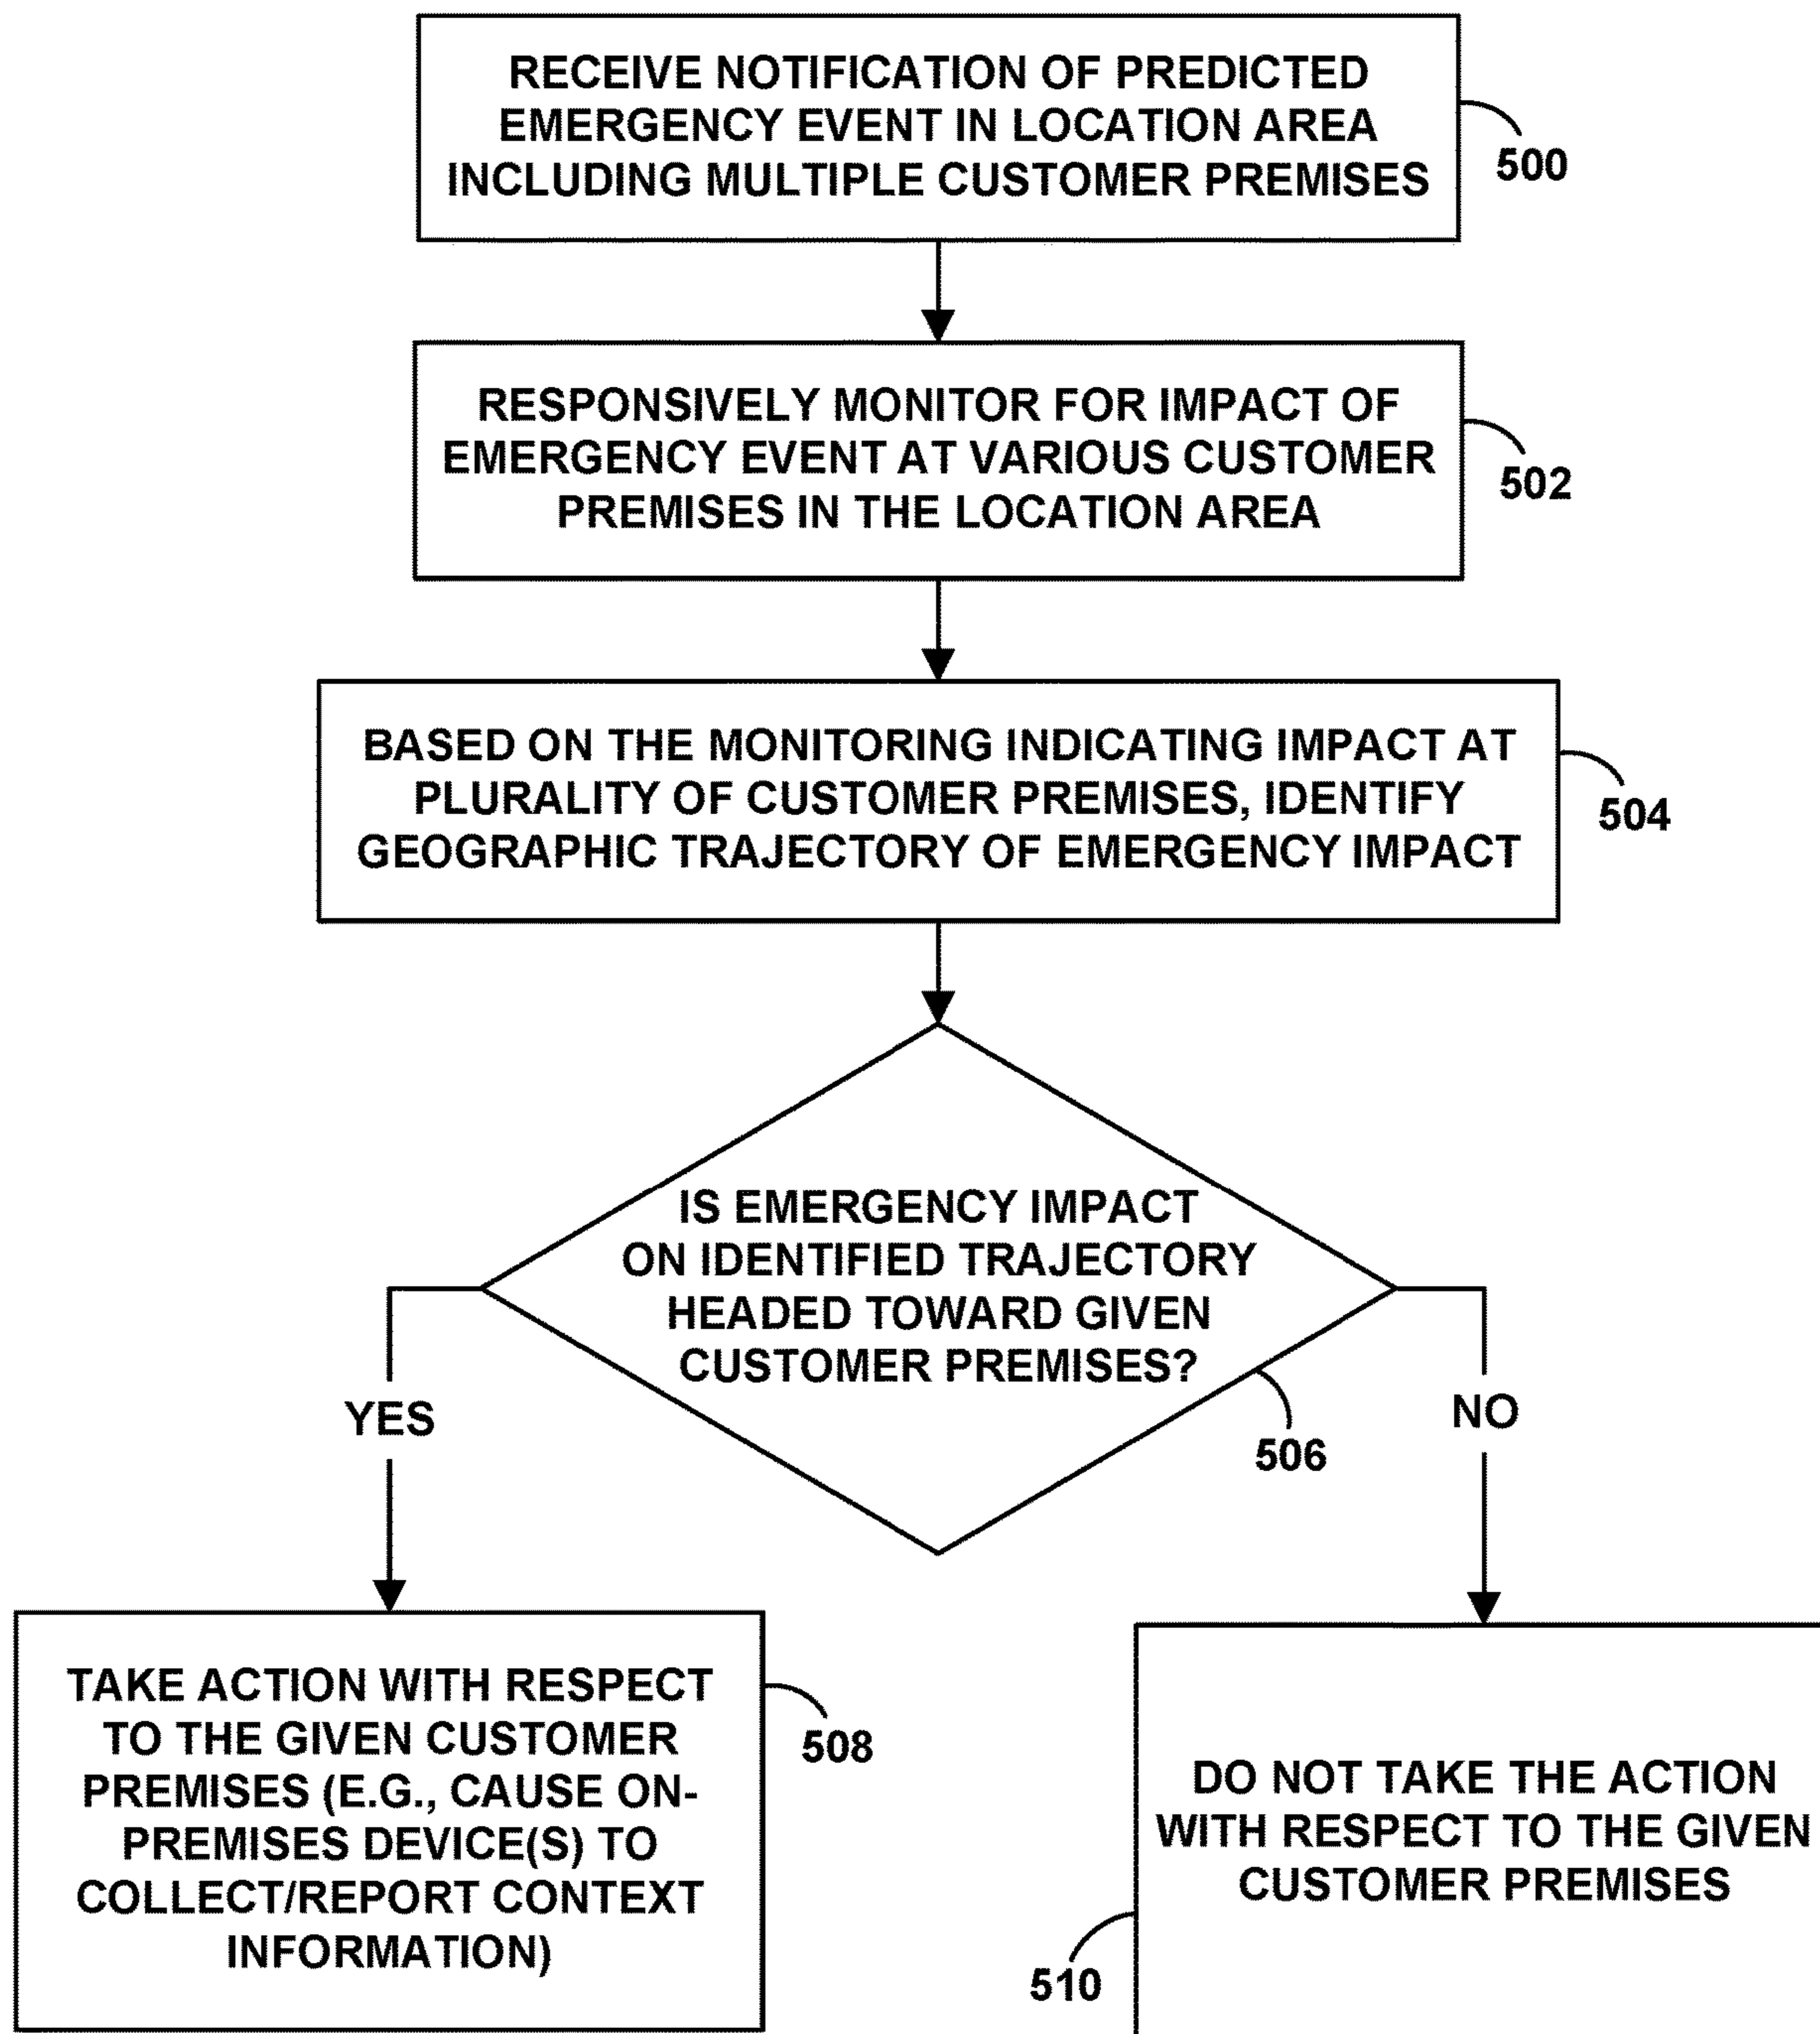 RECEIVE NOTIFICATION OF PREDICTED
EMERGENCY EVENT IN LOCATION AREA
INCLUDING MULTIPLE CUSTOMER PREMISES
500
RESPONSIVELY MONITOR FOR IMPACT OF
EMERGENCY EVENT AT VARIOUS CUSTOMER
PREMISES IN THE LOCATION AREA
502
BASED ON THE MONITORING INDICATING IMPACT AT
PLURALITY OF CUSTOMER PREMISES, IDENTIFY
GEOGRAPHIC TRAJECTORY OF EMERGENCY IMPACT
504
IS EMERGENCY IMPACT
ON IDENTIFIED TRAJECTORY
HEADED TOWARD GIVEN
CUSTOMER PREMISES?
506
YES
NO
TAKE ACTION WITH RESPECT
TO THE GIVEN CUSTOMER
PREMISES (E.G., CAUSE ON-
PREMISES DEVICE(S) TO
COLLECT/REPORT CONTEXT
INFORMATION)
508
DO NOT TAKE THE ACTION
WITH RESPECT TO THE GIVEN
CUSTOMER PREMISES
510